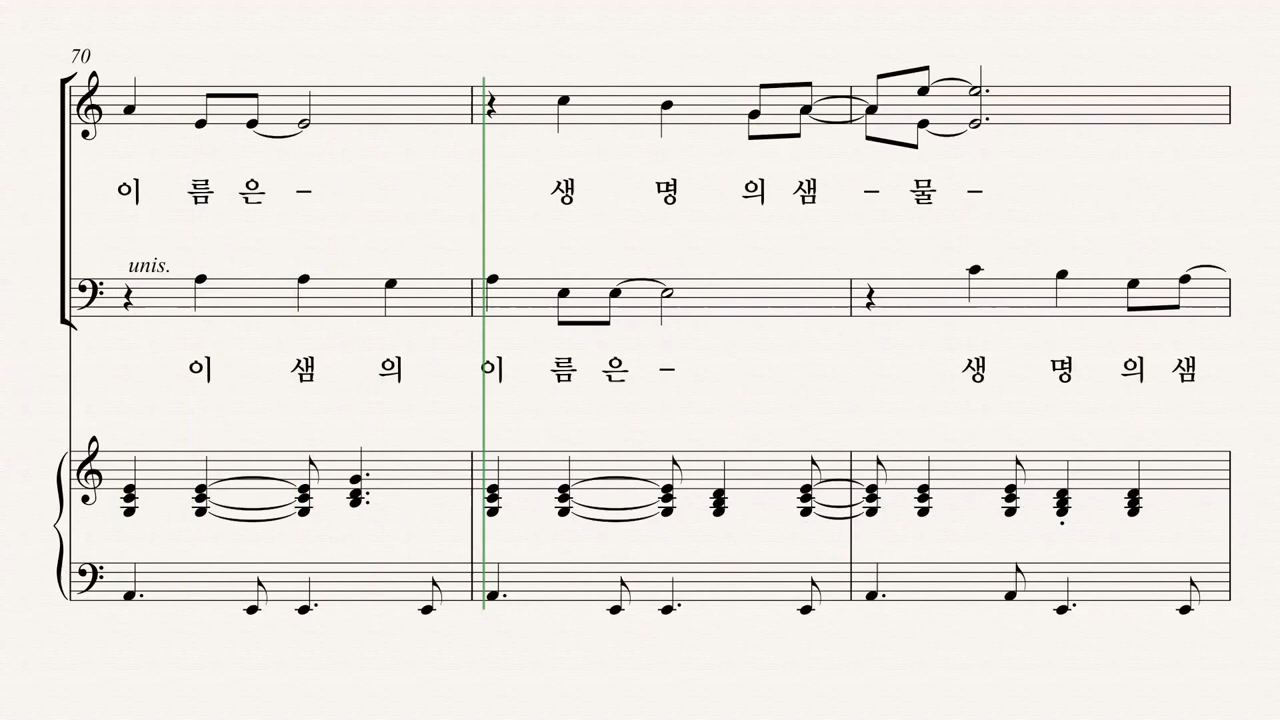 70
이 름 은 – 생 명 의 샘 – 물 –
unis.
이 샘 의 이 름 은 – 생 명 의 샘